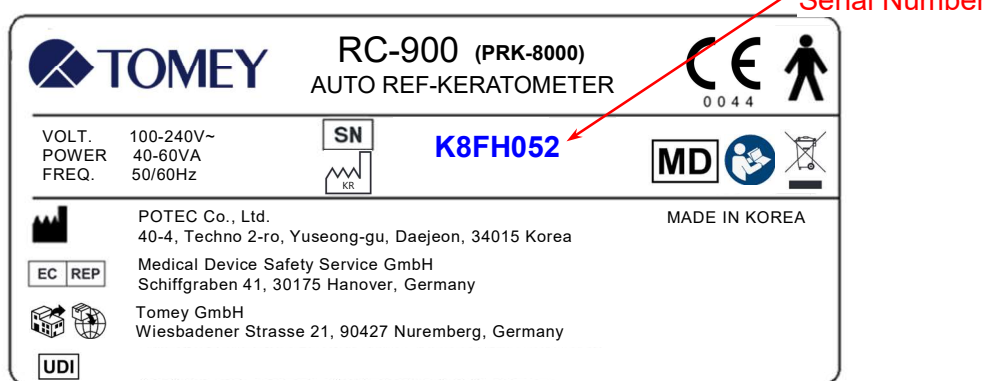 Serial Number
TOMEY
RC-900 (PRK-8000)
AUTO REF-KERATOMETER
CE
0044
VOLT. 100-240V~
POWER 40-60VA
FREQ. 50/60Hz
SN
KR
K8FH052
MD
POTEC Co., Ltd.
40-4, Techno 2-ro, Yuseong-gu, Daejeon, 34015 Korea
MADE IN KOREA
EC REP
Medical Device Safety Service GmbH
Schiffgraben 41, 30175 Hanover, Germany
Tomey GmbH
Wiesbadener Strasse 21, 90427 Nuremberg, Germany
UDI